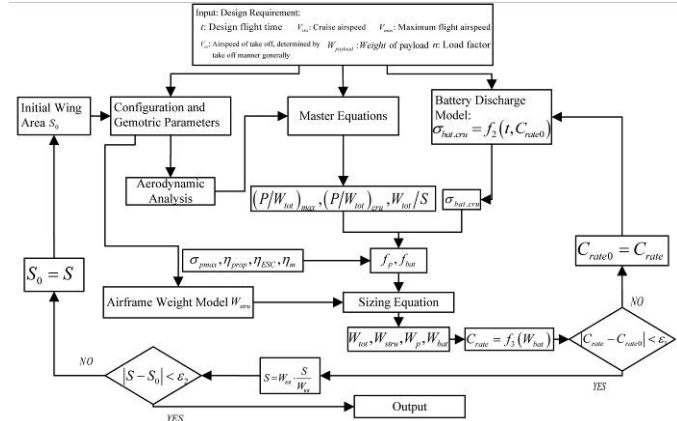 Input: Design Requirement:
t: Design flight time V_cru: Cruise airspeed V_max: Maximum flight airspeed
V_to: Airspeed of take off, determined by take off manner generally W_payload: Weight of payload n: Load factor
Initial Wing
Area S_0
Configuration and
Gemotric Parameters
Master Equations
Battery Discharge
Model:
σ_bat.cru = f_2(t, C_rate0)
Aerodynamic
Analysis
(P/W_tot)_max, (P/W_tot)_cru, W_tot/S
σ_bat.cru
S_0 = S
σ_pmax, η_prop, η_ESC, η_m
f_p, f_bat
C_rate0 = C_rate
Airframe Weight Model W_stru
Sizing Equation
NO
W_tot, W_stru, W_p, W_bat
C_rate = f_3(W_bat)
|C_rate − C_rate0| < ε
NO
|S − S_0| < ε_2
S = W_tot S/W_tot
YES
YES
Output